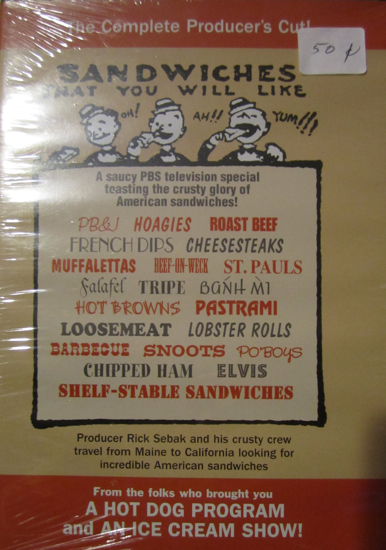 The Complete Producer's Cut!
50 ¢
SANDWICHES
THAT YOU WILL LIKE
OH!
AH!!
YUM!!!
A saucy PBS television special
toasting the crusty glory of
American sandwiches!
PB&J HOAGIES ROAST BEEF
FRENCH DIPS CHEESESTEAKS
MUFFALETTAS BEEF-ON-WECK ST. PAULS
falafel TRIPE BÁNH MÌ
HOT BROWNS PASTRAMI
LOOSEMEAT LOBSTER ROLLS
BARBECUE SNOOTS PO'BOYS
CHIPPED HAM ELVIS
SHELF-STABLE SANDWICHES
Producer Rick Sebak and his crusty crew
travel from Maine to California looking for
incredible American sandwiches
From the folks who brought you
A HOT DOG PROGRAM
and AN ICE CREAM SHOW!